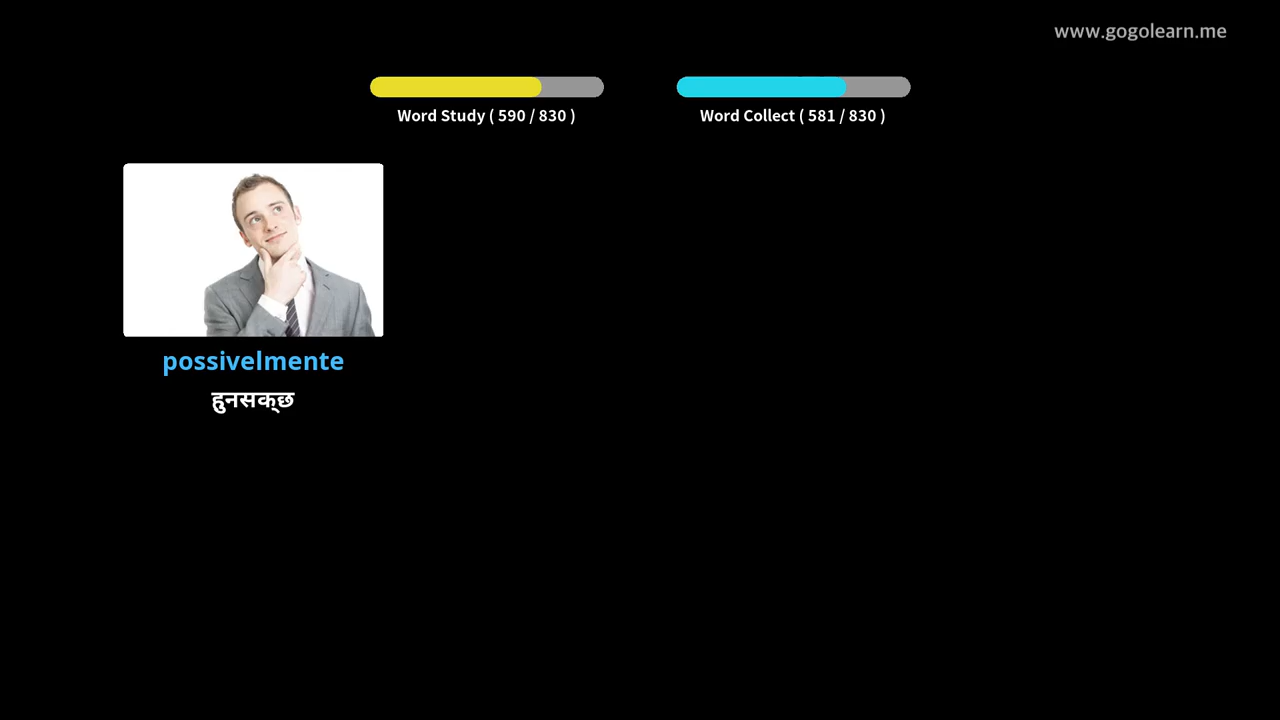 www.gogolearn.me
Word Study ( 590 / 830 )
Word Collect ( 581 / 830 )
possivelmente
हुनसक्छ